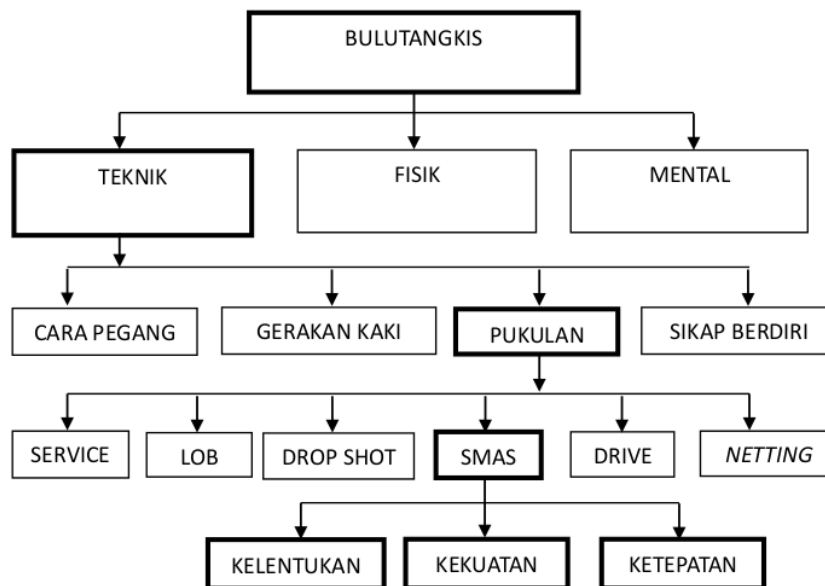 BULUTANGKIS
TEKNIK
FISIK
MENTAL
CARA PEGANG
GERAKAN KAKI
PUKULAN
SIKAP BERDIRI
SERVICE
LOB
DROP SHOT
SMAS
DRIVE
NETTING
KELENTUKAN
KEKUATAN
KETEPATAN